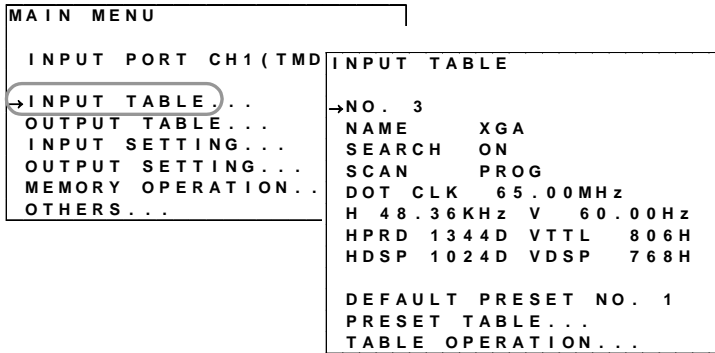 MAIN MENU
INPUT PORT CH1(TMD
→INPUT TABLE...
OUTPUT TABLE...
INPUT SETTING...
OUTPUT SETTING...
MEMORY OPERATION..
OTHERS...
INPUT TABLE
→NO. 3
NAME XGA
SEARCH ON
SCAN PROG
DOT CLK 65.00MHz
H 48.36KHz V 60.00Hz
HPRD 1344D VTTL 806H
HDSP 1024D VDSP 768H
DEFAULT PRESET NO. 1
PRESET TABLE...
TABLE OPERATION...